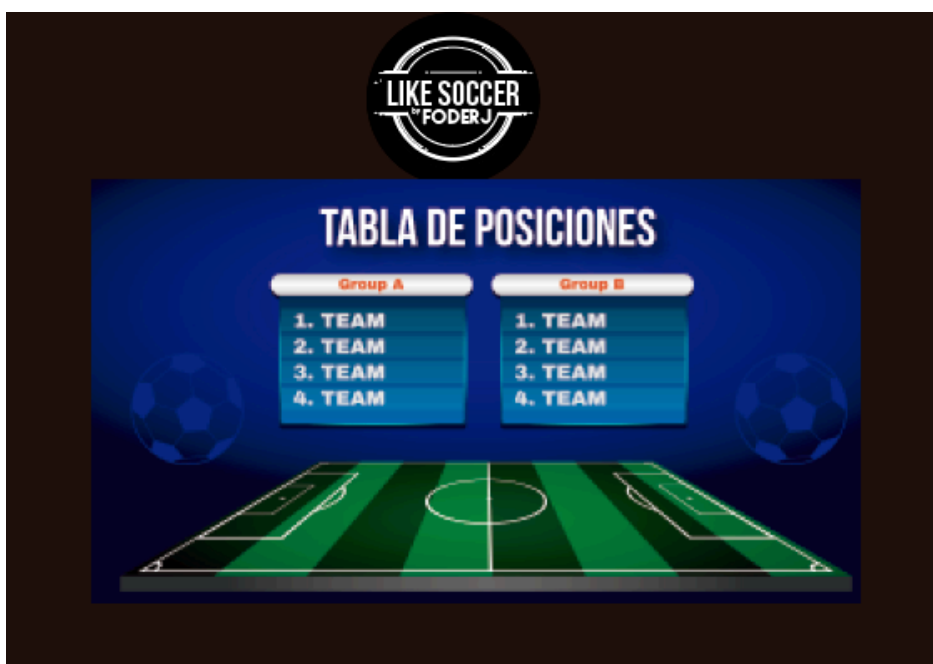 LIKE SOCCER
by FODERJ
TABLA DE POSICIONES
Group A
1. TEAM
2. TEAM
3. TEAM
4. TEAM
Group B
1. TEAM
2. TEAM
3. TEAM
4. TEAM